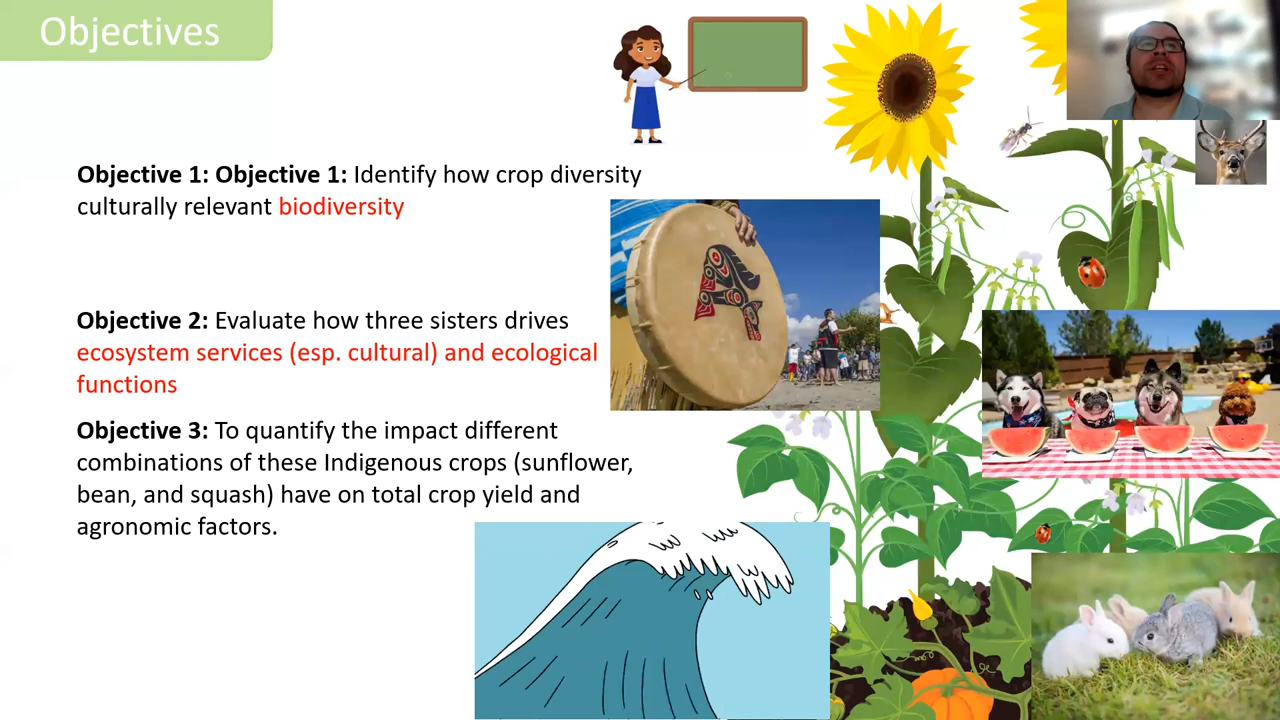 Objectives
Objective 1: Objective 1: Identify how crop diversity
culturally relevant biodiversity
Objective 2: Evaluate how three sisters drives
ecosystem services (esp. cultural) and ecological
functions
Objective 3: To quantify the impact different
combinations of these Indigenous crops (sunflower,
bean, and squash) have on total crop yield and
agronomic factors.